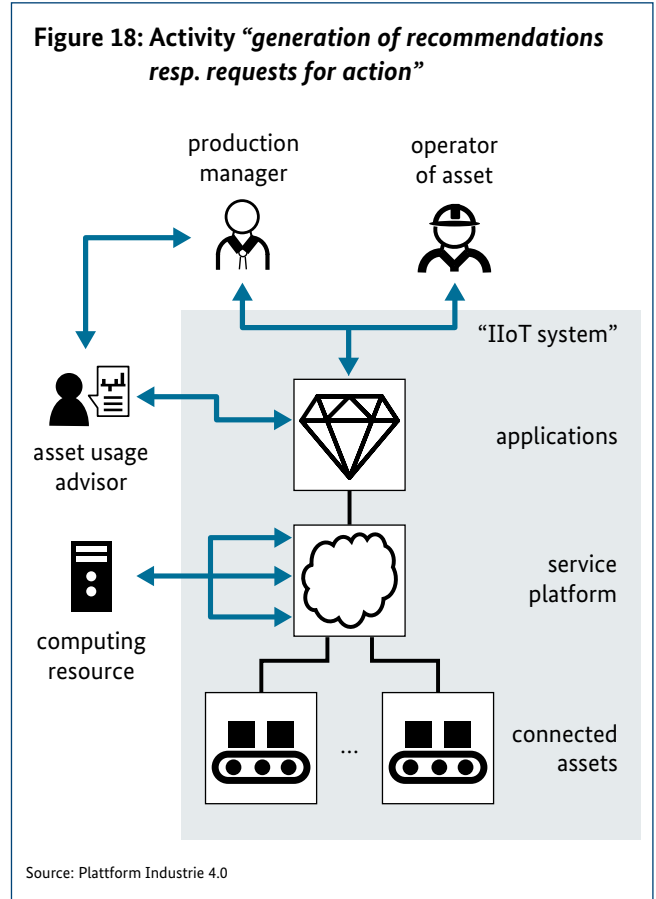 Figure 18: Activity “generation of recommendations
resp. requests for action”
production
manager
operator
of asset
“IIoT system”
asset usage
advisor
applications
computing
resource
service
platform
...
connected
assets
Source: Plattform Industrie 4.0